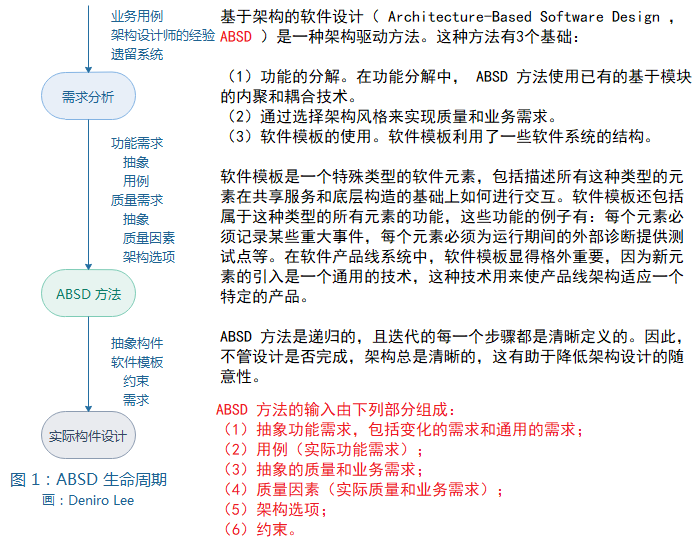 业务用例
架构设计师的经验
遗留系统
需求分析
功能需求
抽象
用例
质量需求
抽象
质量因素
架构选项
ABSD 方法
抽象构件
软件模板
约束
需求
实际构件设计
图 1：ABSD 生命周期
画：Deniro Lee
基于架构的软件设计（ Architecture-Based Software Design ，
ABSD ）是一种架构驱动方法。这种方法有3个基础：
（1）功能的分解。在功能分解中， ABSD 方法使用已有的基于模块
的内聚和耦合技术。
（2）通过选择架构风格来实现质量和业务需求。
（3）软件模板的使用。软件模板利用了一些软件系统的结构。
软件模板是一个特殊类型的软件元素，包括描述所有这种类型的元
素在共享服务和底层构造的基础上如何进行交互。软件模板还包括
属于这种类型的所有元素的功能，这些功能的例子有：每个元素必
须记录某些重大事件，每个元素必须为运行期间的外部诊断提供测
试点等。在软件产品线系统中，软件模板显得格外重要，因为新元
素的引入是一个通用的技术，这种技术用来使产品线架构适应一个
特定的产品。
ABSD 方法是递归的，且迭代的每一个步骤都是清晰定义的。因此，
不管设计是否完成，架构总是清晰的，这有助于降低架构设计的随
意性。
ABSD 方法的输入由下列部分组成：
（1）抽象功能需求，包括变化的需求和通用的需求；
（2）用例（实际功能需求）；
（3）抽象的质量和业务需求；
（4）质量因素（实际质量和业务需求）；
（5）架构选项；
（6）约束。